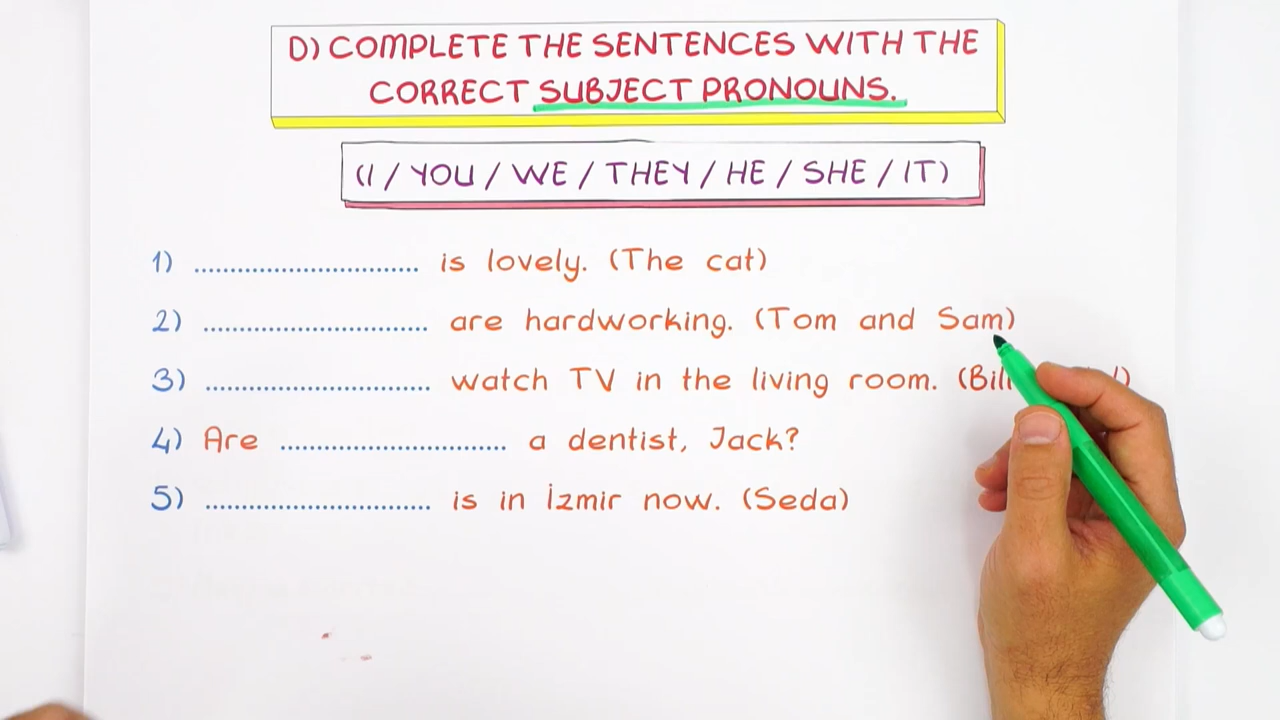 D) COMPLETE THE SENTENCES WITH THE
CORRECT SUBJECT PRONOUNS.
(I / YOU / WE / THEY / HE / SHE / IT)
1) .............................. is lovely. (The cat)
2) .............................. are hardworking. (Tom and Sam)
3) .............................. watch TV in the living room.
4) Are .............................. a dentist, Jack?
5) .............................. is in İzmir now. (Seda)